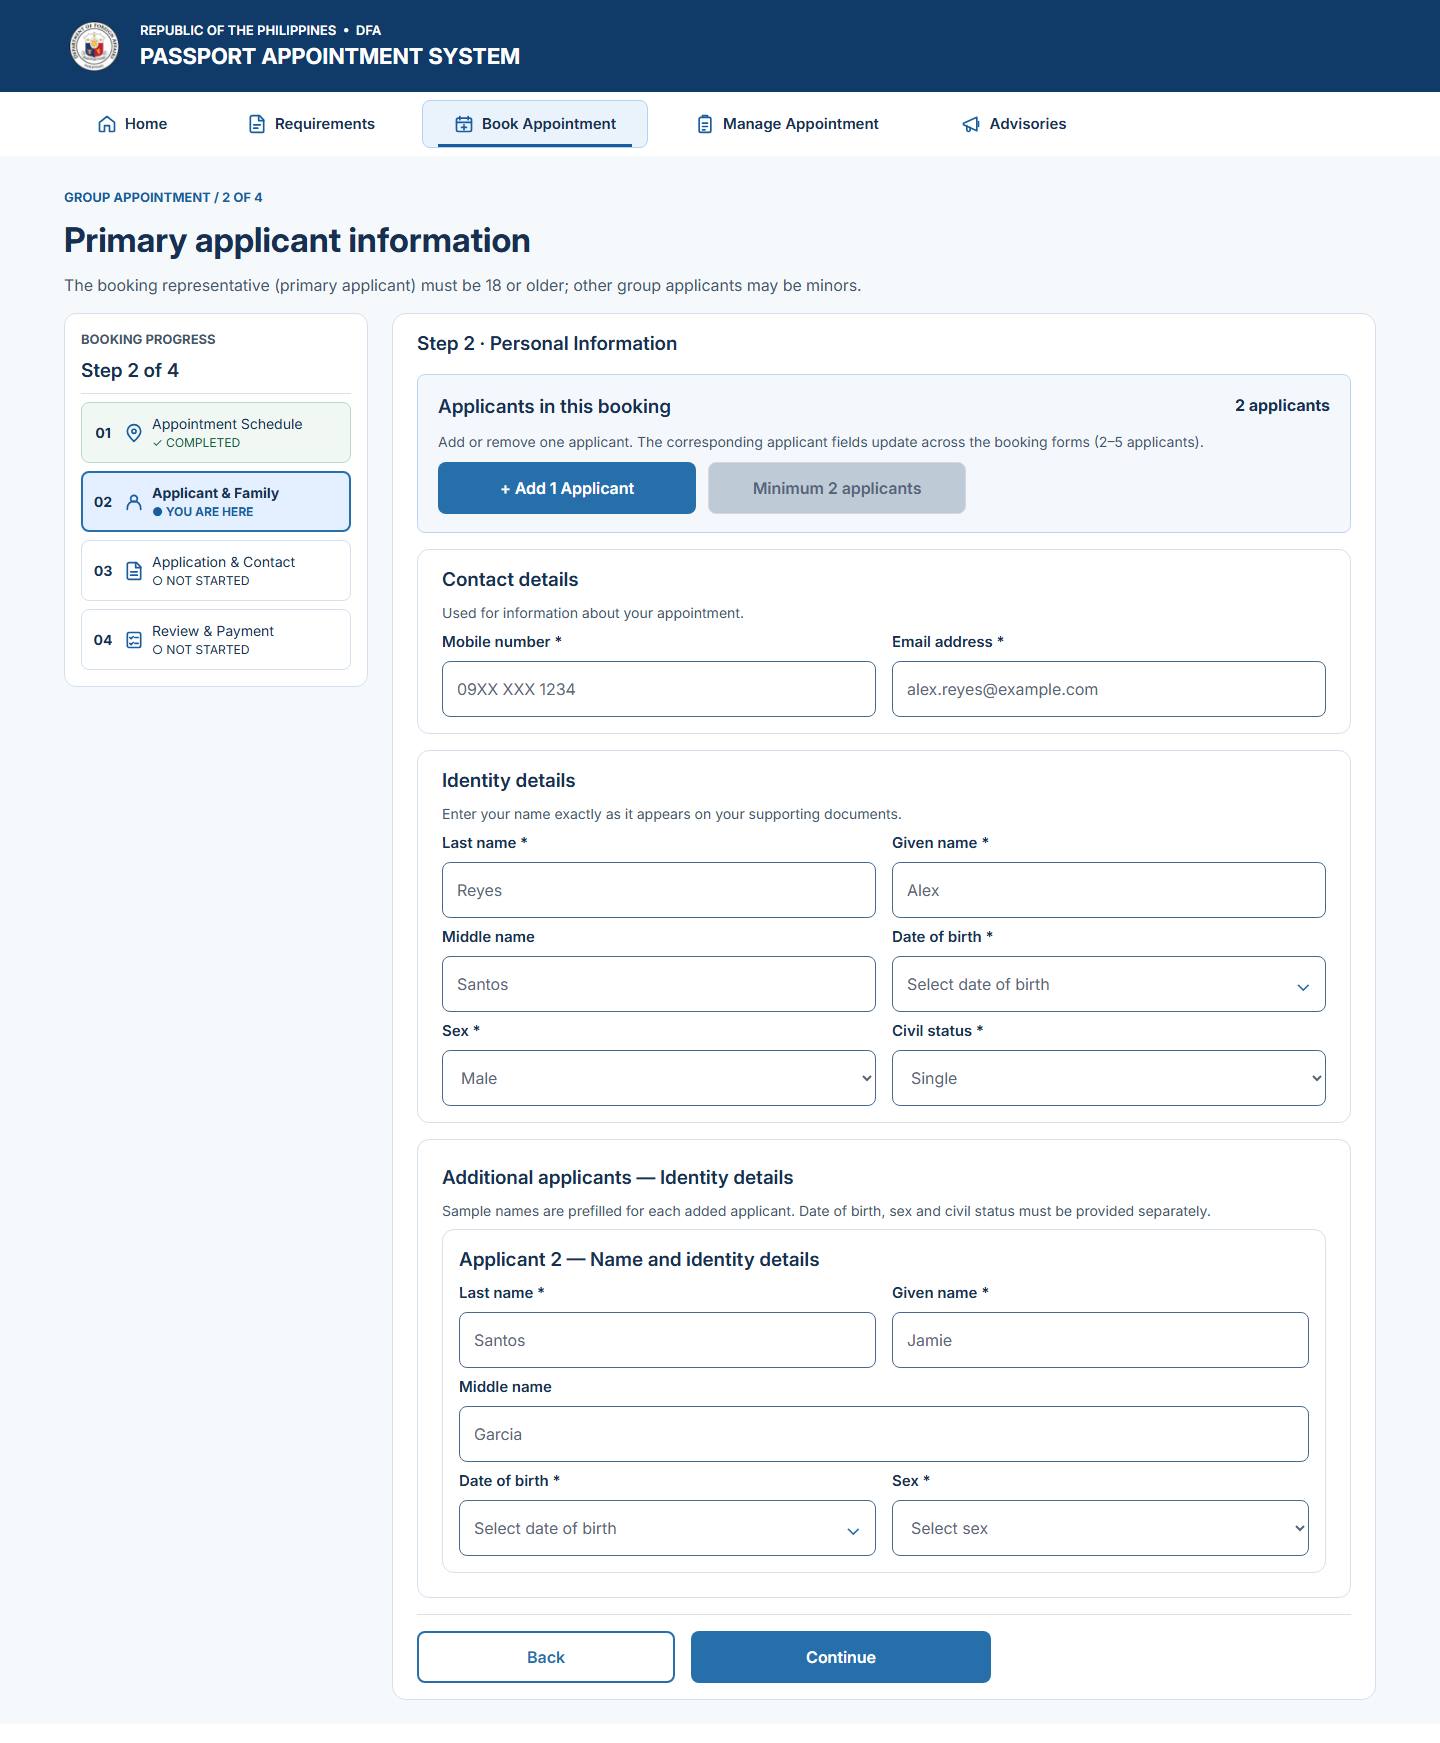 REPUBLIC OF THE PHILIPPINES • DFA
PASSPORT APPOINTMENT SYSTEM
Home
Requirements
Book Appointment
Manage Appointment
Advisories
GROUP APPOINTMENT / 2 OF 4
Primary applicant information
The booking representative (primary applicant) must be 18 or older; other group applicants may be minors.
BOOKING PROGRESS
Step 2 of 4
01
Appointment Schedule
✓ COMPLETED
02
Applicant & Family
● YOU ARE HERE
03
Application & Contact
○ NOT STARTED
04
Review & Payment
○ NOT STARTED
Step 2 · Personal Information
Applicants in this booking
2 applicants
Add or remove one applicant. The corresponding applicant fields update across the booking forms (2–5 applicants).
+ Add 1 Applicant
Minimum 2 applicants
Contact details
Used for information about your appointment.
Mobile number *
Email address *
09XX XXX 1234
alex.reyes@example.com
Identity details
Enter your name exactly as it appears on your supporting documents.
Last name *
Given name *
Reyes
Alex
Middle name
Date of birth *
Santos
Select date of birth
Sex *
Civil status *
Male
Single
Additional applicants — Identity details
Sample names are prefilled for each added applicant. Date of birth, sex and civil status must be provided separately.
Applicant 2 — Name and identity details
Last name *
Given name *
Santos
Jamie
Middle name
Garcia
Date of birth *
Sex *
Select date of birth
Select sex
Back
Continue